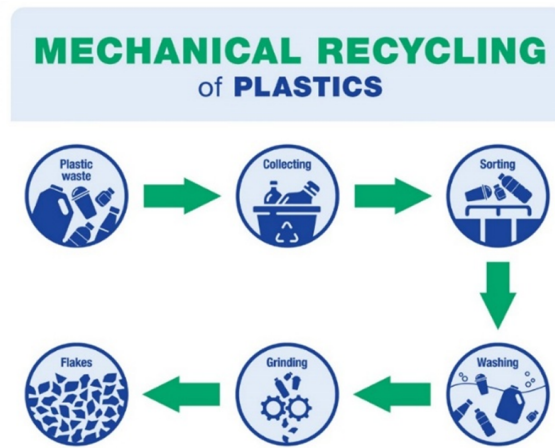 MECHANICAL RECYCLING
of PLASTICS
Plastic
waste
Collecting
Sorting
Washing
Grinding
Flakes